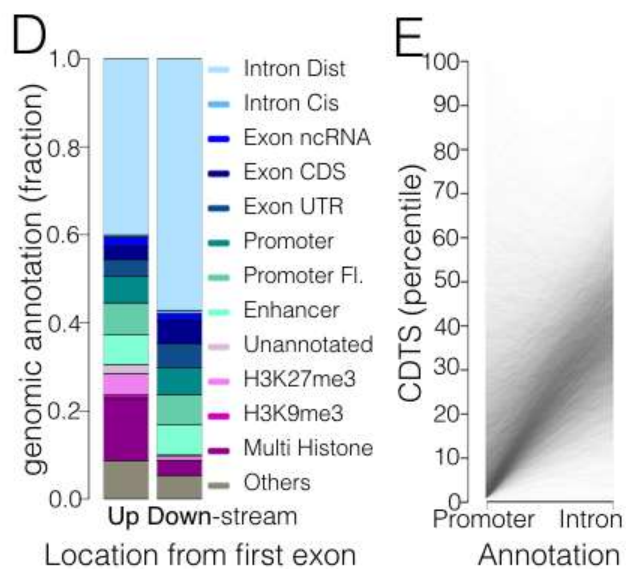 D
genomic annotation (fraction)
1.0
0.8
0.6
0.4
0.2
0.0
Up Down-stream
Location from first exon
Intron Dist
Intron Cis
Exon ncRNA
Exon CDS
Exon UTR
Promoter
Promoter Fl.
Enhancer
Unannotated
H3K27me3
H3K9me3
Multi Histone
Others
E
CDTS (percentile)
100
90
80
70
60
50
40
30
20
10
0
Promoter Intron
Annotation